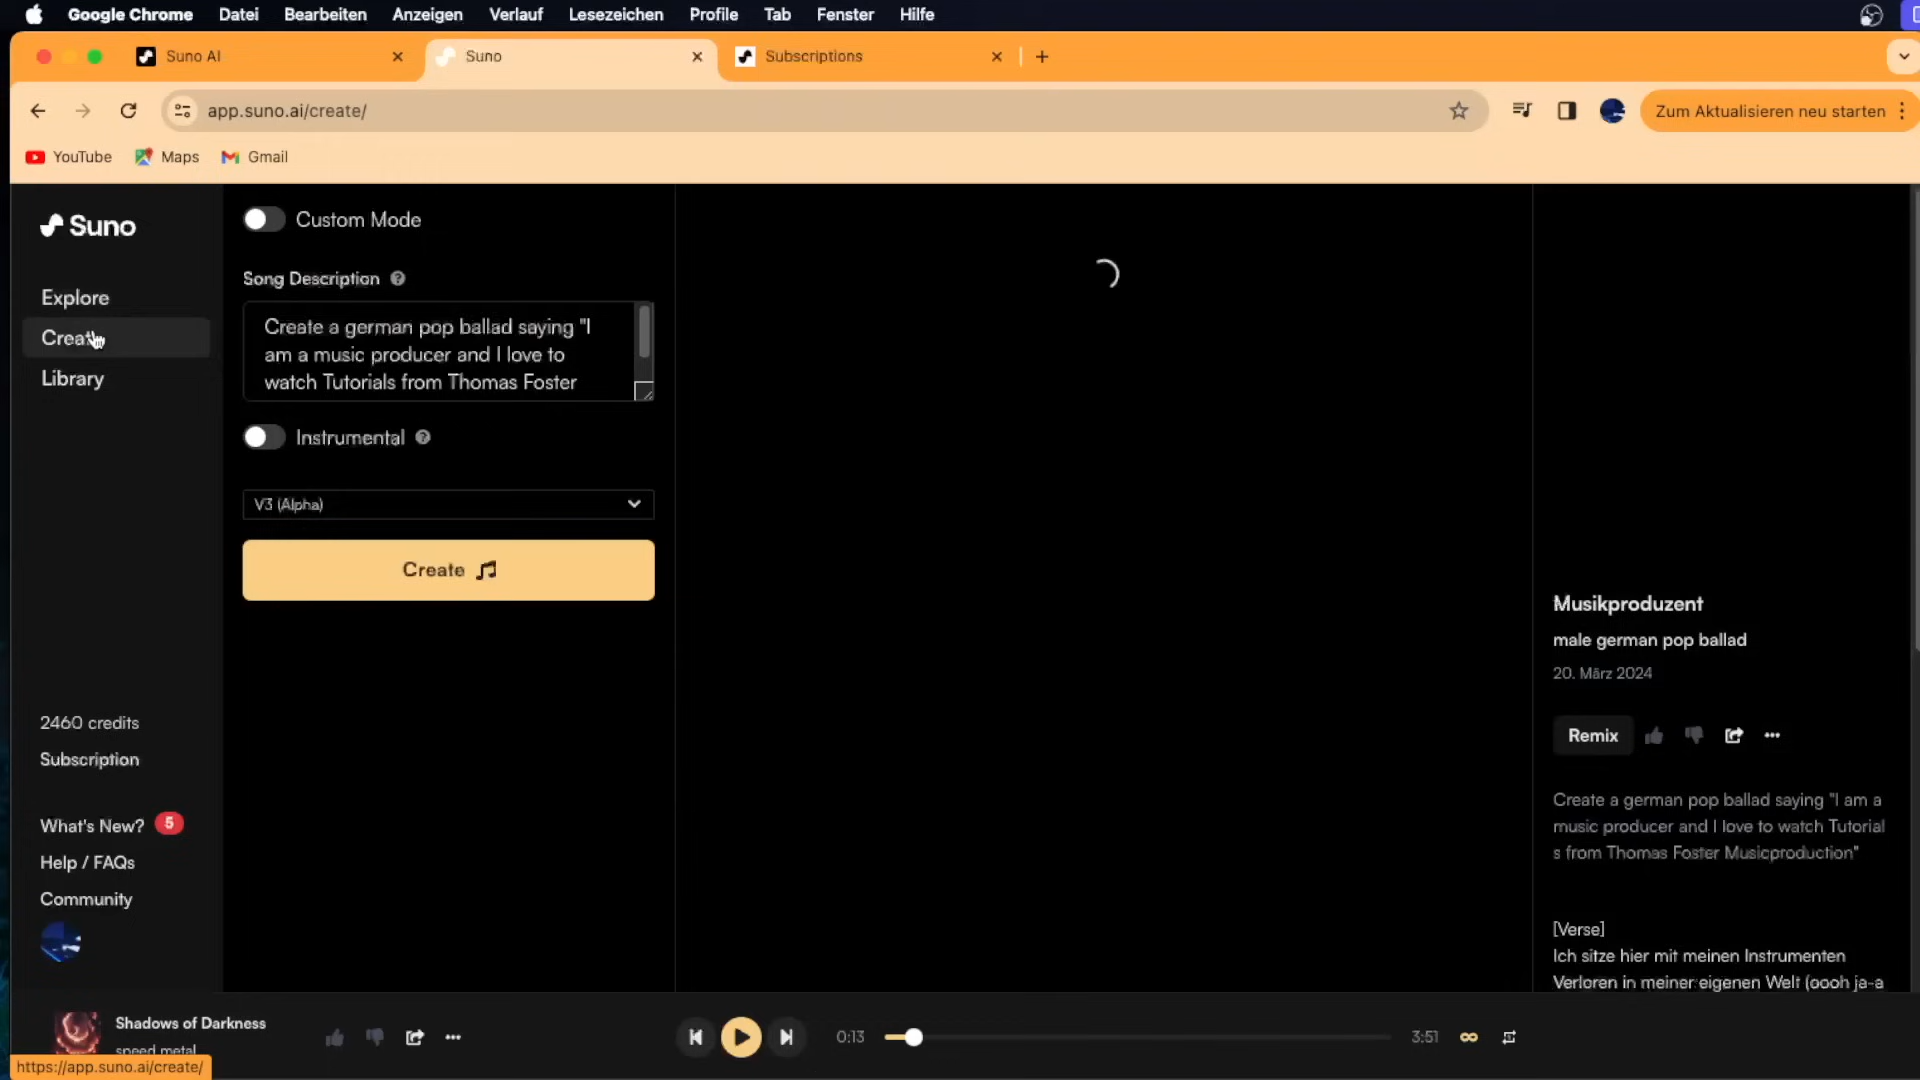 Google Chrome Datei Bearbeiten Anzeigen Verlauf Lesezeichen Profile Tab Fenster Hilfe
Suno AI Suno Subscriptions
app.suno.ai/create/ Zum Aktualisieren neu starten
YouTube Maps Gmail
Suno
Explore
Create
Library
2460 credits
Subscription
What's New? 5
Help / FAQs
Community
Custom Mode
Song Description
Create a german pop ballad saying "I
am a music producer and I love to
watch Tutorials from Thomas Foster
Instrumental
V3 (Alpha)
Create
Musikproduzent
male german pop ballad
20. März 2024
Remix
Create a german pop ballad saying "I am a
music producer and I love to watch Tutorial
s from Thomas Foster Musicproduction"
[Verse]
Ich sitze hier mit meinen Instrumenten
Verloren in meiner eigenen Welt (oooh ja-a
Shadows of Darkness
speed metal
0:13 3:51
https://app.suno.ai/create/